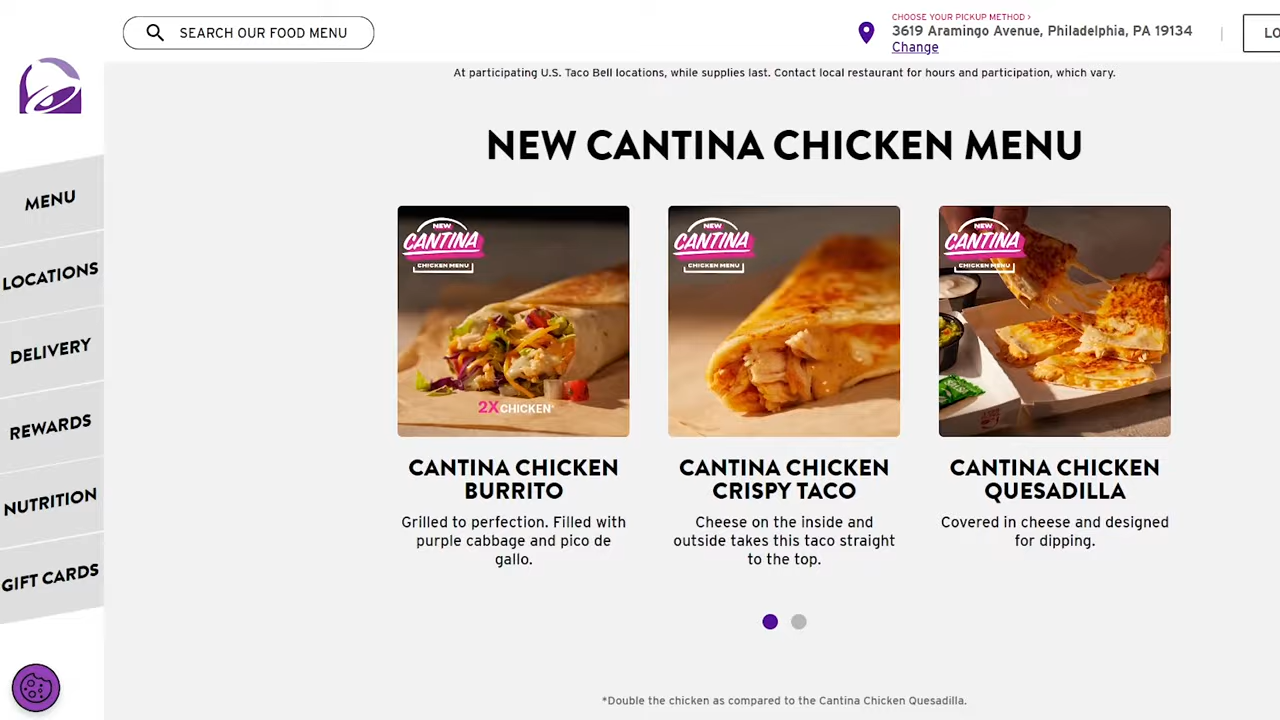 SEARCH OUR FOOD MENU
CHOOSE YOUR PICKUP METHOD >
3619 Aramingo Avenue, Philadelphia, PA 19134
Change
LO
At participating U.S. Taco Bell locations, while supplies last. Contact local restaurant for hours and participation, which vary.
MENU
LOCATIONS
DELIVERY
REWARDS
NUTRITION
GIFT CARDS
NEW CANTINA CHICKEN MENU
NEW
CANTINA
CHICKEN MENU
2X CHICKEN*
CANTINA CHICKEN
BURRITO
Grilled to perfection. Filled with
purple cabbage and pico de
gallo.
NEW
CANTINA
CHICKEN MENU
CANTINA CHICKEN
CRISPY TACO
Cheese on the inside and
outside takes this taco straight
to the top.
NEW
CANTINA
CHICKEN MENU
CANTINA CHICKEN
QUESADILLA
Covered in cheese and designed
for dipping.
*Double the chicken as compared to the Cantina Chicken Quesadilla.